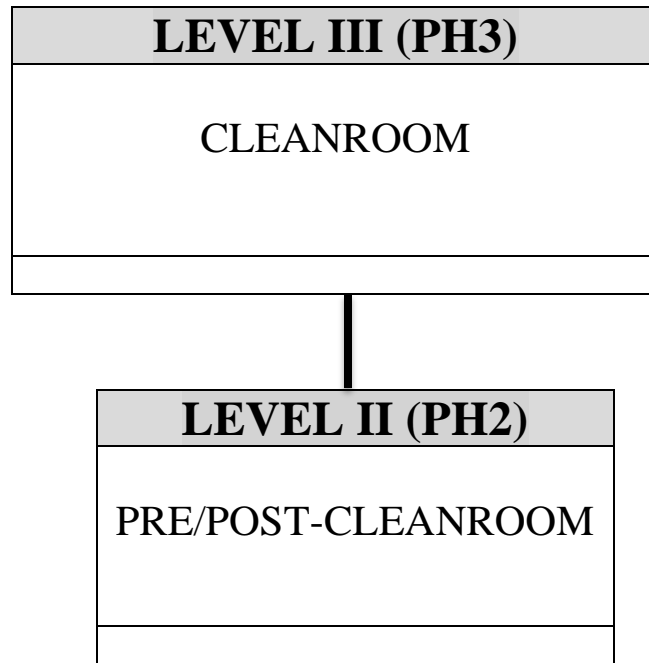 LEVEL III (PH3)
CLEANROOM
LEVEL II (PH2)
PRE/POST-CLEANROOM